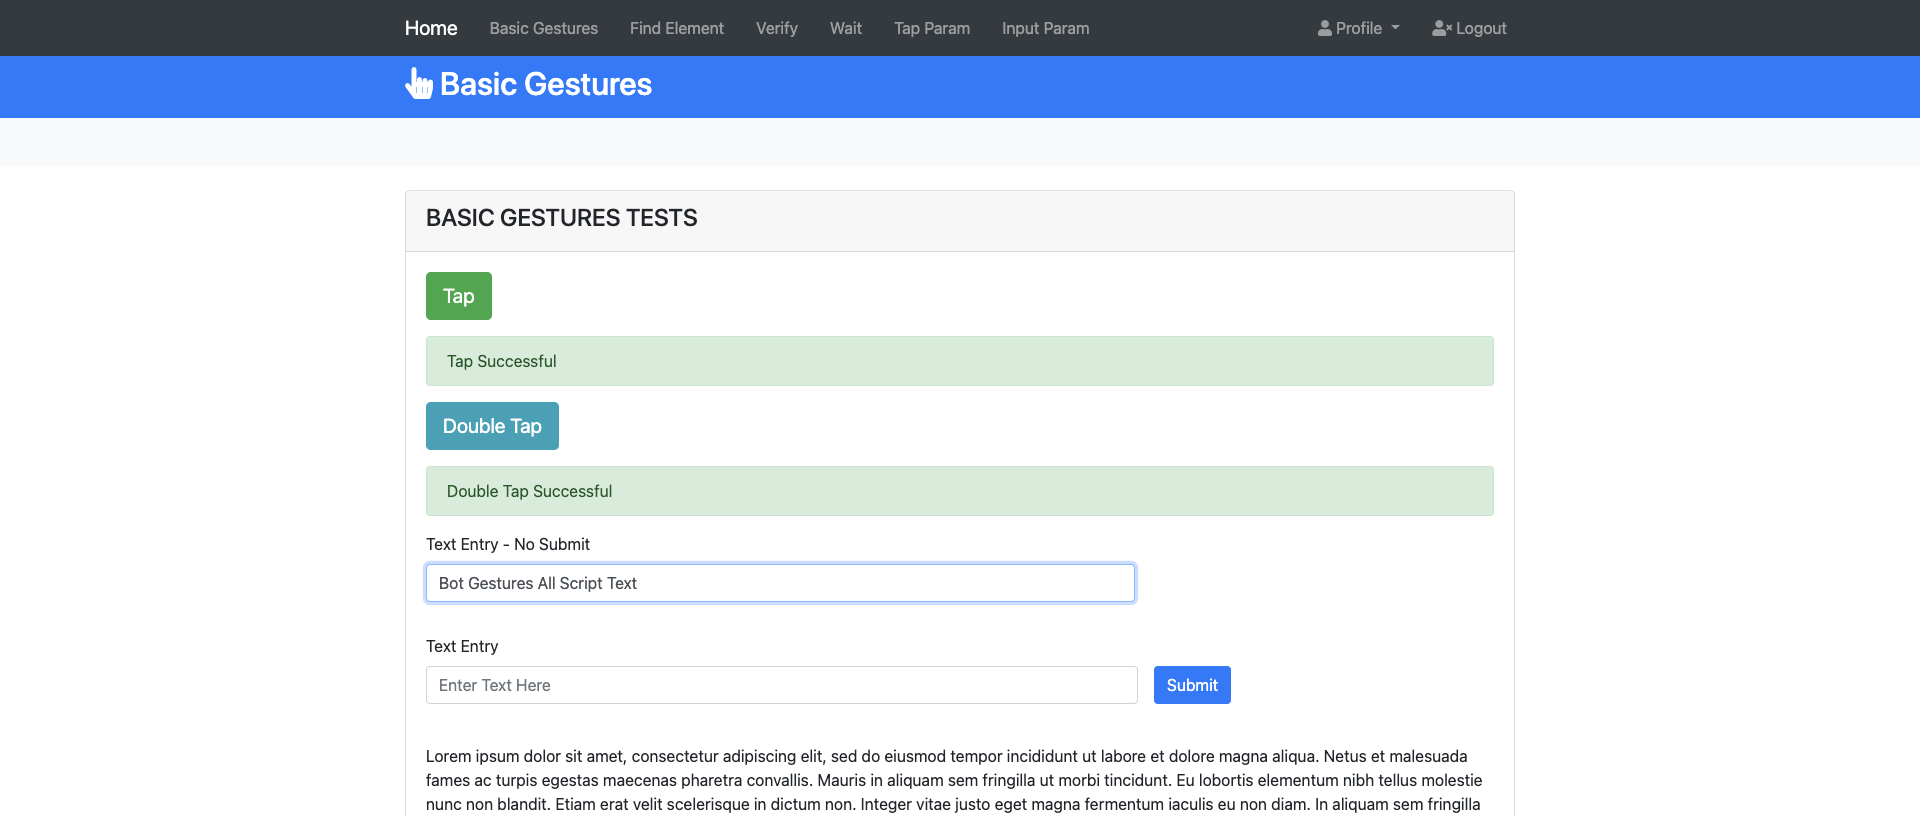 Home Basic Gestures Find Element Verify Wait Tap Param Input Param Profile Logout
Basic Gestures
BASIC GESTURES TESTS
Tap
Tap Successful
Double Tap
Double Tap Successful
Text Entry - No Submit
Bot Gestures All Script Text
Text Entry
Enter Text Here Submit
Lorem ipsum dolor sit amet, consectetur adipiscing elit, sed do eiusmod tempor incididunt ut labore et dolore magna aliqua. Netus et malesuada
fames ac turpis egestas maecenas pharetra convallis. Mauris in aliquam sem fringilla ut morbi tincidunt. Eu lobortis elementum nibh tellus molestie
nunc non blandit. Etiam erat velit scelerisque in dictum non. Integer vitae justo eget magna fermentum iaculis eu non diam. In aliquam sem fringilla